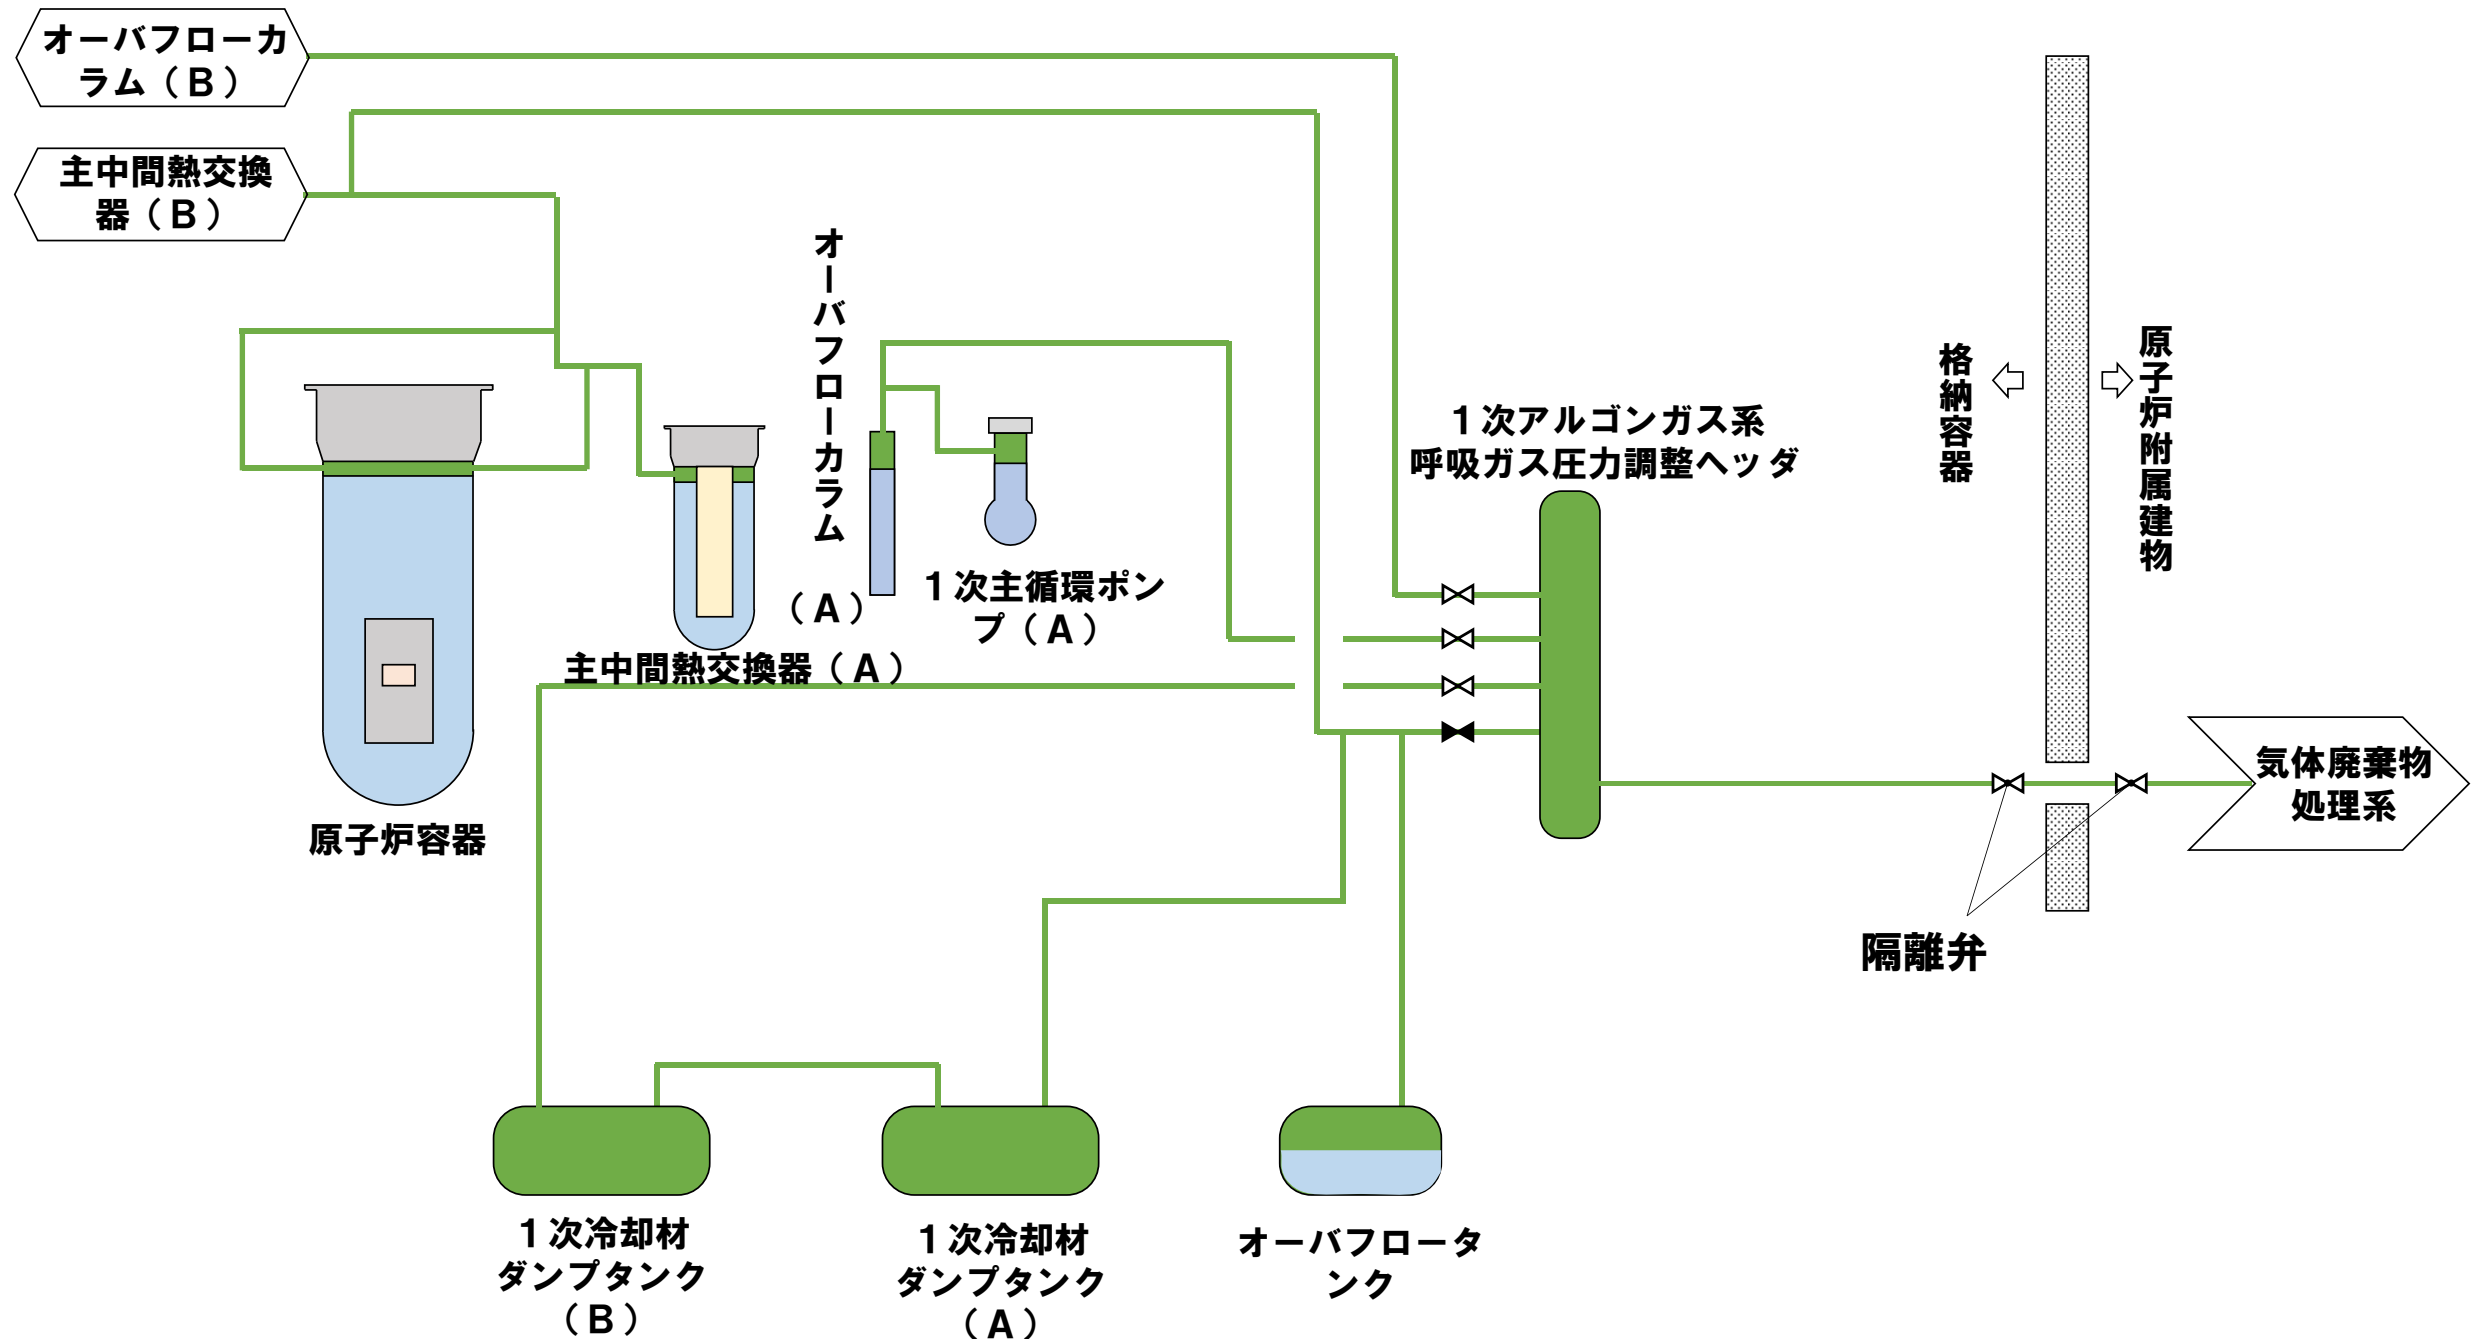 オーバフローカ
ラム（B）
主中間熱交換
器（B）
オーバフローカラム
（A）
1次主循環ポン
プ（A）
主中間熱交換器（A）
原子炉容器
1次アルゴンガス系
呼吸ガス圧力調整ヘッダ
格納容器
原子炉附属建物
気体廃棄物
処理系
隔離弁
1次冷却材
ダンプタンク
（B）
1次冷却材
ダンプタンク
（A）
オーバフロータ
ンク